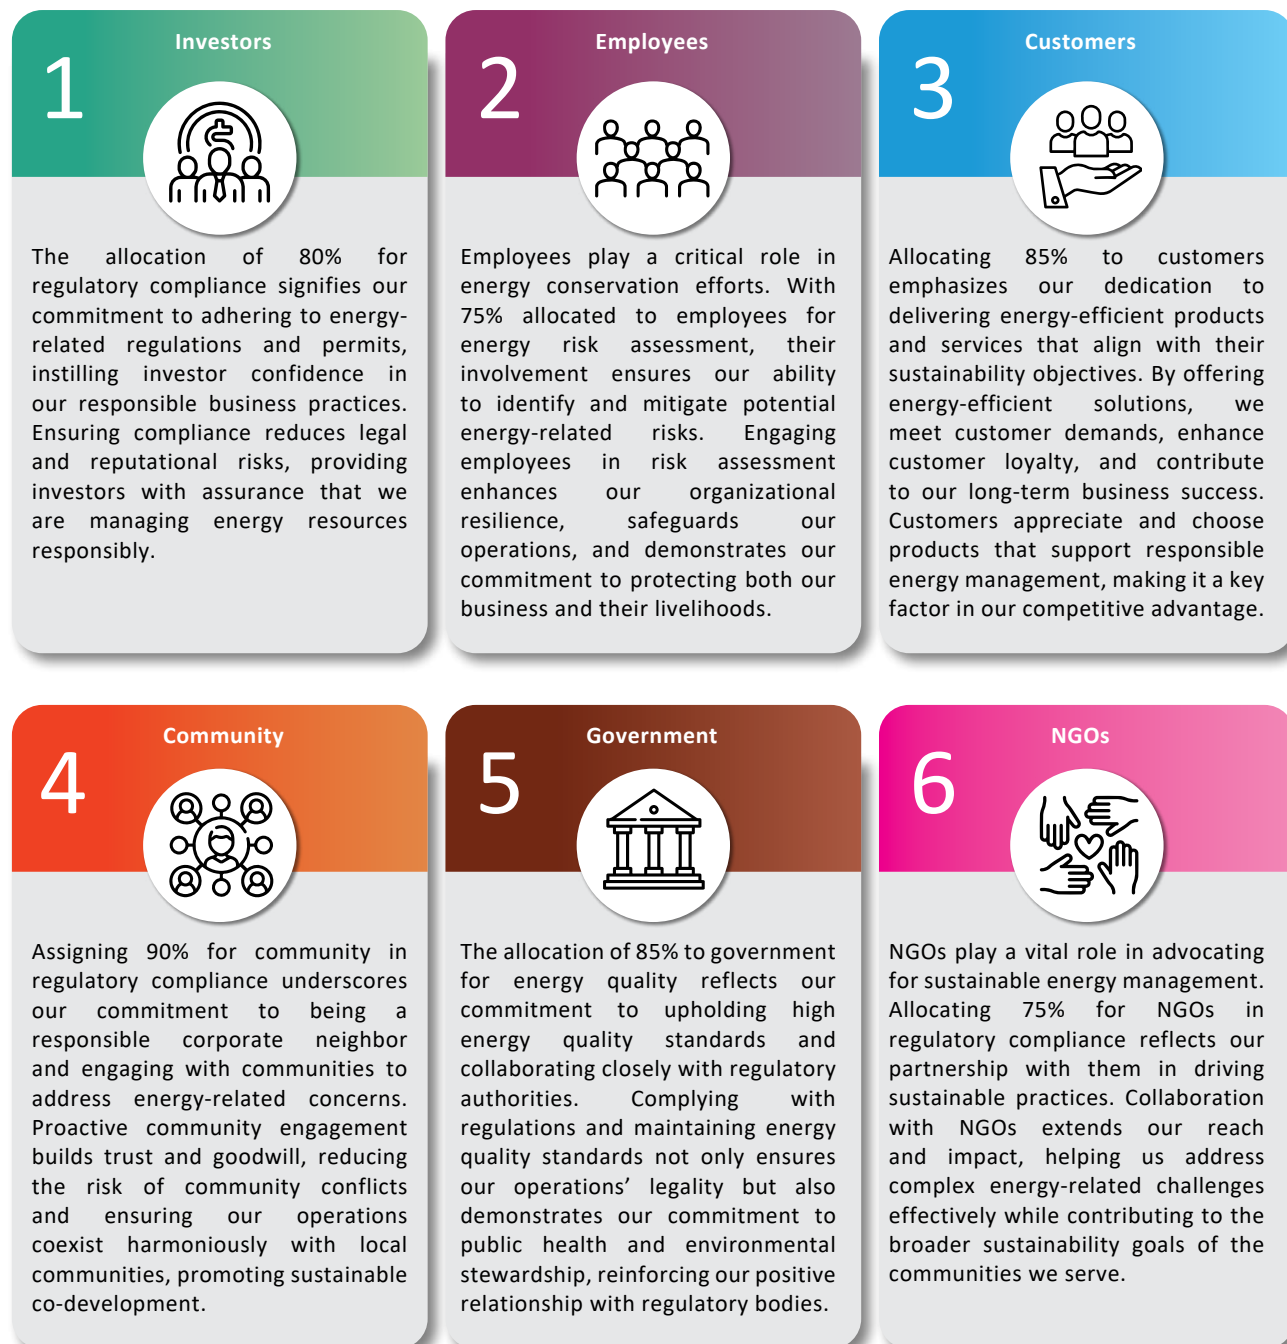 1
Investors
The allocation of 80% for
regulatory compliance signifies our
commitment to adhering to energy-
related regulations and permits,
instilling investor confidence in
our responsible business practices.
Ensuring compliance reduces legal
and reputational risks, providing
investors with assurance that we
are managing energy resources
responsibly.
2
Employees
Employees play a critical role in
energy conservation efforts. With
75% allocated to employees for
energy risk assessment, their
involvement ensures our ability
to identify and mitigate potential
energy-related risks. Engaging
employees in risk assessment
enhances our organizational
resilience, safeguards our
operations, and demonstrates our
commitment to protecting both our
business and their livelihoods.
3
Customers
Allocating 85% to customers
emphasizes our dedication to
delivering energy-efficient products
and services that align with their
sustainability objectives. By offering
energy-efficient solutions, we
meet customer demands, enhance
customer loyalty, and contribute
to our long-term business success.
Customers appreciate and choose
products that support responsible
energy management, making it a key
factor in our competitive advantage.
4
Community
Assigning 90% for community in
regulatory compliance underscores
our commitment to being a
responsible corporate neighbor
and engaging with communities to
address energy-related concerns.
Proactive community engagement
builds trust and goodwill, reducing
the risk of community conflicts
and ensuring our operations
coexist harmoniously with local
communities, promoting sustainable
co-development.
5
Government
The allocation of 85% to government
for energy quality reflects our
commitment to upholding high
energy quality standards and
collaborating closely with regulatory
authorities. Complying with
regulations and maintaining energy
quality standards not only ensures
our operations’ legality but also
demonstrates our commitment to
public health and environmental
stewardship, reinforcing our positive
relationship with regulatory bodies.
6
NGOs
NGOs play a vital role in advocating
for sustainable energy management.
Allocating 75% for NGOs in
regulatory compliance reflects our
partnership with them in driving
sustainable practices. Collaboration
with NGOs extends our reach
and impact, helping us address
complex energy-related challenges
effectively while contributing to the
broader sustainability goals of the
communities we serve.